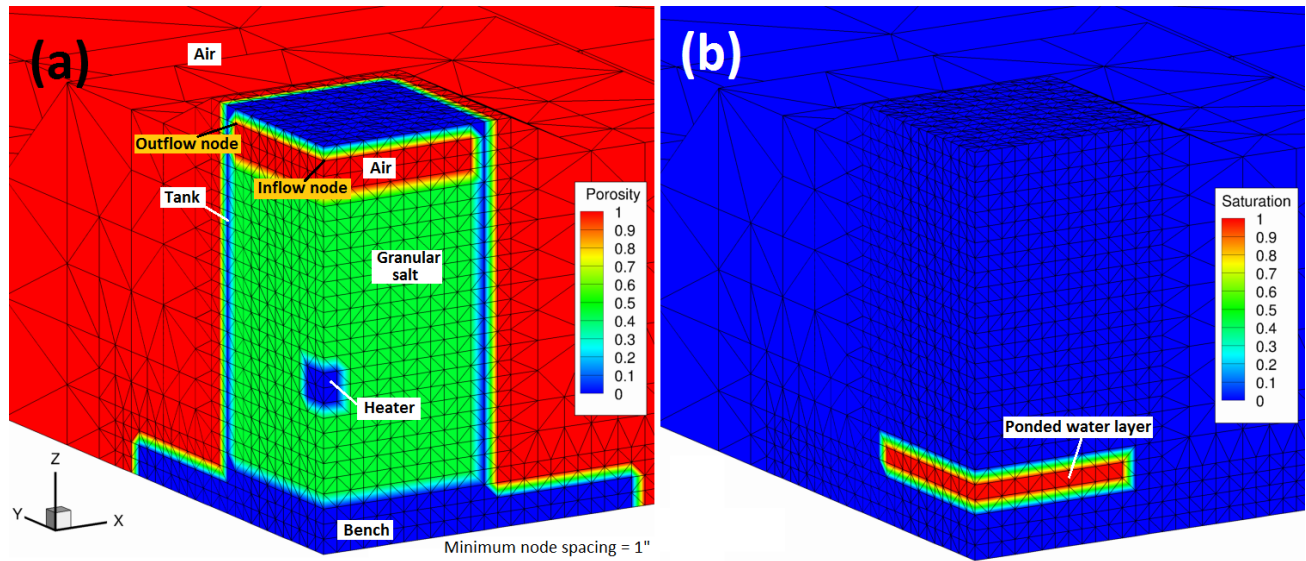 (a)
Air
Outflow node
Air
Inflow node
Tank
Granular
salt
Heater
Bench
Porosity
1
0.9
0.8
0.7
0.6
0.5
0.4
0.3
0.2
0.1
0
Z
Y
X
Minimum node spacing = 1"
(b)
Saturation
1
0.9
0.8
0.7
0.6
0.5
0.4
0.3
0.2
0.1
0
Ponded water layer